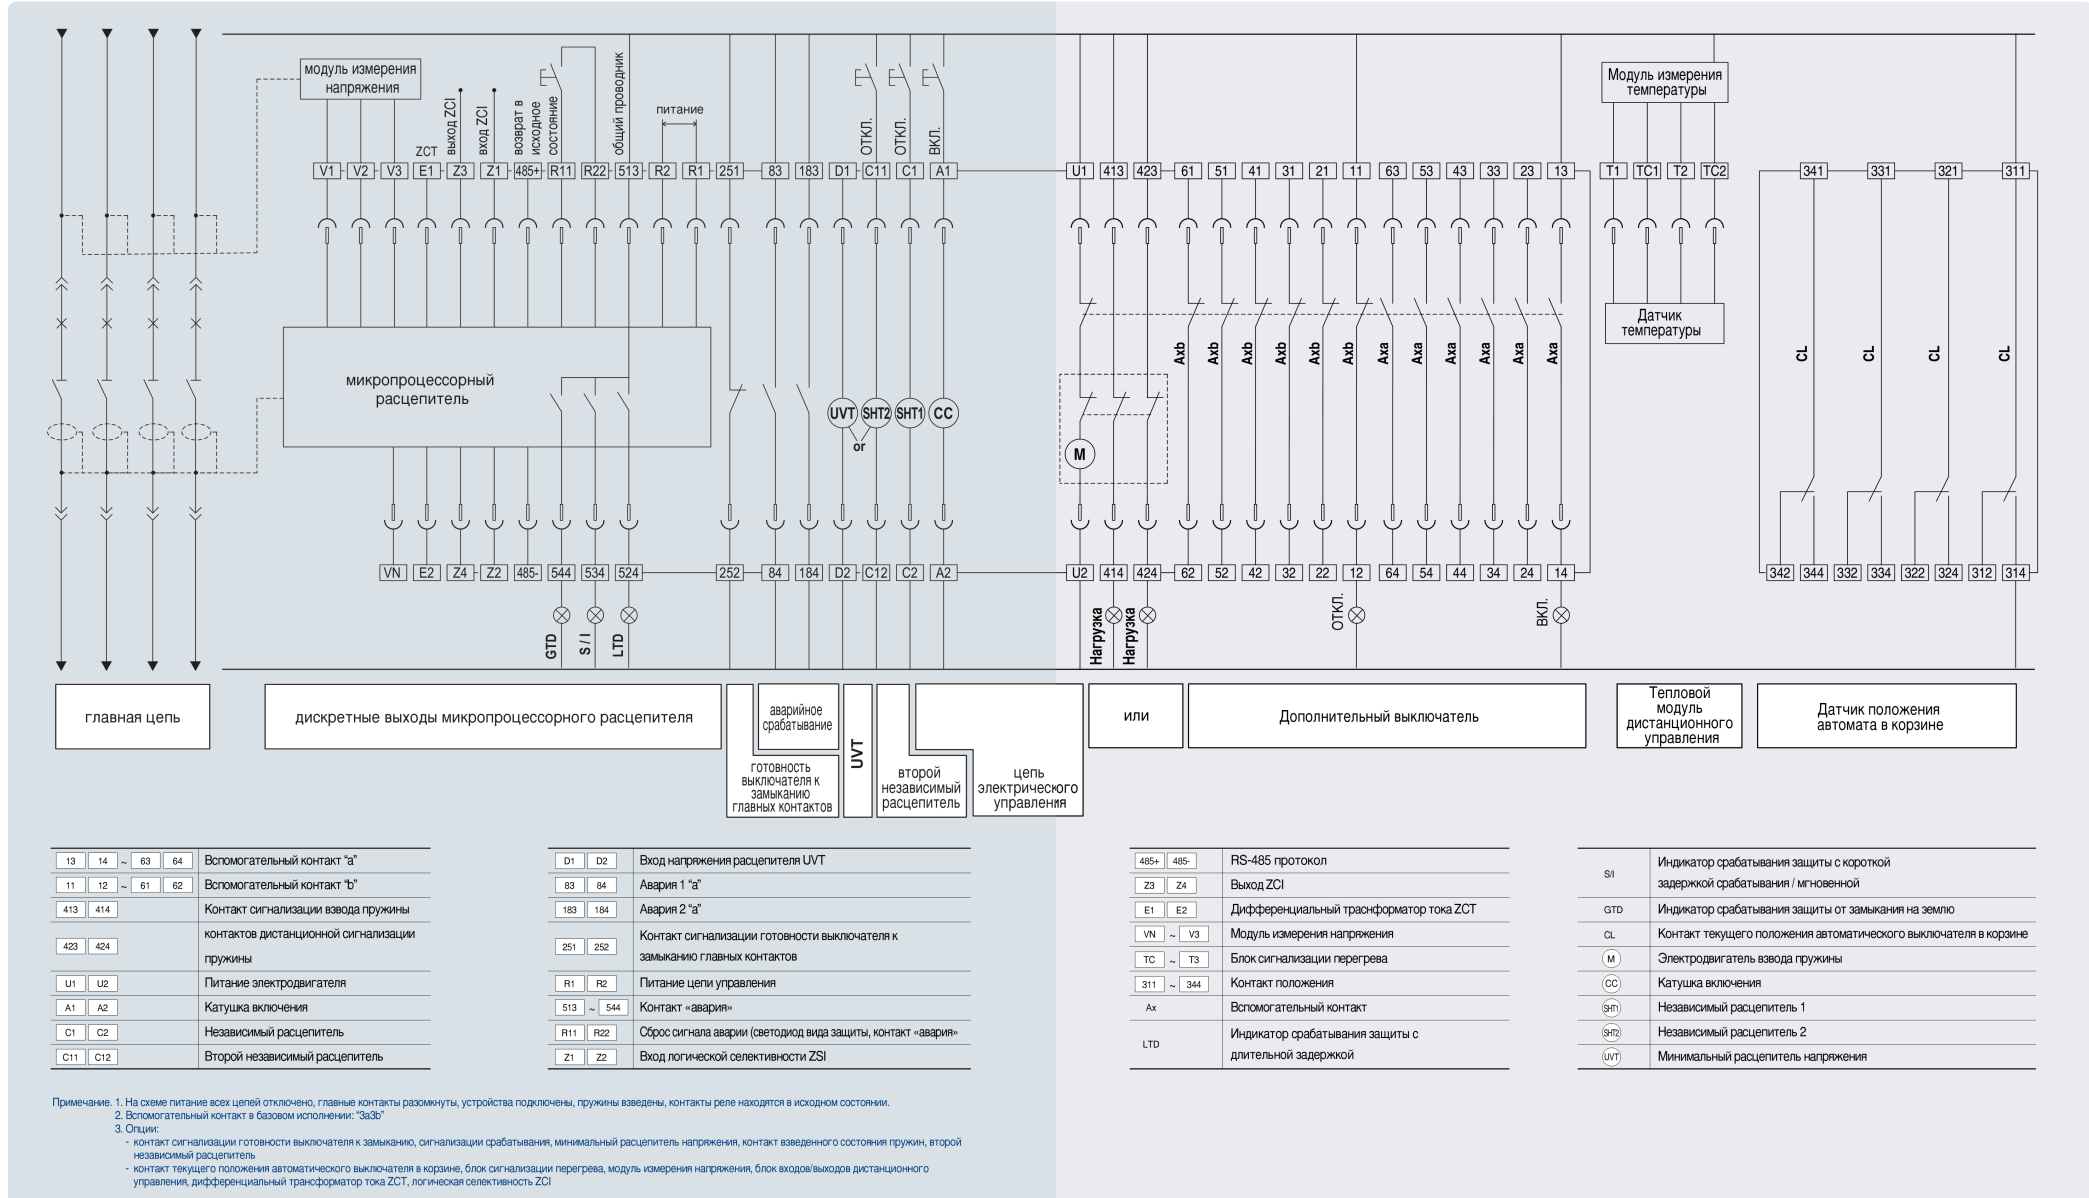 модуль измерения
напряжения
ZCT
выход ZCI
вход ZCI
возврат в
исходное
состояние
общий проводник
питание
ОТКЛ.
ОТКЛ.
ВКЛ.
Модуль измерения
температуры
V1 V2 V3 E1 Z3 Z1 485+ R11 R22 513 R2 R1 251 83 183 D1 C11 C1 A1 U1 413 423 61 51 41 31 21 11 63 53 43 33 23 13 T1 TC1 T2 TC2 341 331 321 311
Датчик
температуры
Axb Axb Axb Axb Axb Axb Axa Axa Axa Axa Axa Axa
CL CL CL CL
микропроцессорный
расцепитель
UVT SHT2 SHT1 CC
or
M
VN E2 Z4 Z2 485- 544 534 524 252 84 184 D2 C12 C2 A2 U2 414 424 62 52 42 32 22 12 64 54 44 34 24 14 342 344 332 334 322 324 312 314
GTD
S / I
LTD
Нагрузка
Нагрузка
ОТКЛ.
ВКЛ.
главная цепь
дискретные выходы микропроцессорного расцепителя
аварийное
срабатывание
готовность
выключателя к
замыканию
главных контактов
UVT
второй
независимый
расцепитель
цепь
электрического
управления
или
Дополнительный выключатель
Тепловой
модуль
дистанционного
управления
Датчик положения
автомата в корзине
13 14 ~ 63 64 Вспомогательный контакт “a”
11 12 ~ 61 62 Вспомогательный контакт “b”
413 414 Контакт сигнализации взвода пружины
423 424 контактов дистанционной сигнализации
пружины
U1 U2 Питание электродвигателя
A1 A2 Катушка включения
C1 C2 Независимый расцепитель
C11 C12 Второй независимый расцепитель
D1 D2 Вход напряжения расцепителя UVT
83 84 Авария 1 “a”
183 184 Авария 2 “a”
251 252 Контакт сигнализации готовности выключателя к
замыканию главных контактов
R1 R2 Питание цепи управления
513 ~ 544 Контакт «авария»
R11 R22 Сброс сигнала аварии (светодиод вида защиты, контакт «авария»
Z1 Z2 Вход логической селективности ZSI
485+ 485- RS-485 протокол
Z3 Z4 Выход ZCI
E1 E2 Дифференциальный траснформатор тока ZCT
VN ~ V3 Модуль измерения напряжения
TC ~ T3 Блок сигнализации перегрева
311 ~ 344 Контакт положения
Ax Вспомогательный контакт
LTD Индикатор срабатывания защиты с
длительной задержкой
S/I Индикатор срабатывания защиты с короткой
задержкой срабатывания / мгновенной
GTD Индикатор срабатывания защиты от замыкания на землю
CL Контакт текущего положения автоматического выключателя в корзине
M Электродвигатель взвода пружины
CC Катушка включения
SHT1 Независимый расцепитель 1
SHT2 Независимый расцепитель 2
UVT Минимальный расцепитель напряжения
Примечание. 1. На схеме питание всех цепей отключено, главные контакты разомкнуты, устройства подключены, пружины взведены, контакты реле находятся в исходном состоянии.
2. Вспомогательный контакт в базовом исполнении: “3a3b”
3. Опции:
- контакт сигнализации готовности выключателя к замыканию, сигнализации срабатывания, минимальный расцепитель напряжения, контакт взведенного состояния пружин, второй
независимый расцепитель
- контакт текущего положения автоматического выключателя в корзине, блок сигнализации перегрева, модуль измерения напряжения, блок входов/выходов дистанционного
управления, дифференциальный трансформатор тока ZCT, логическая селективность ZCI